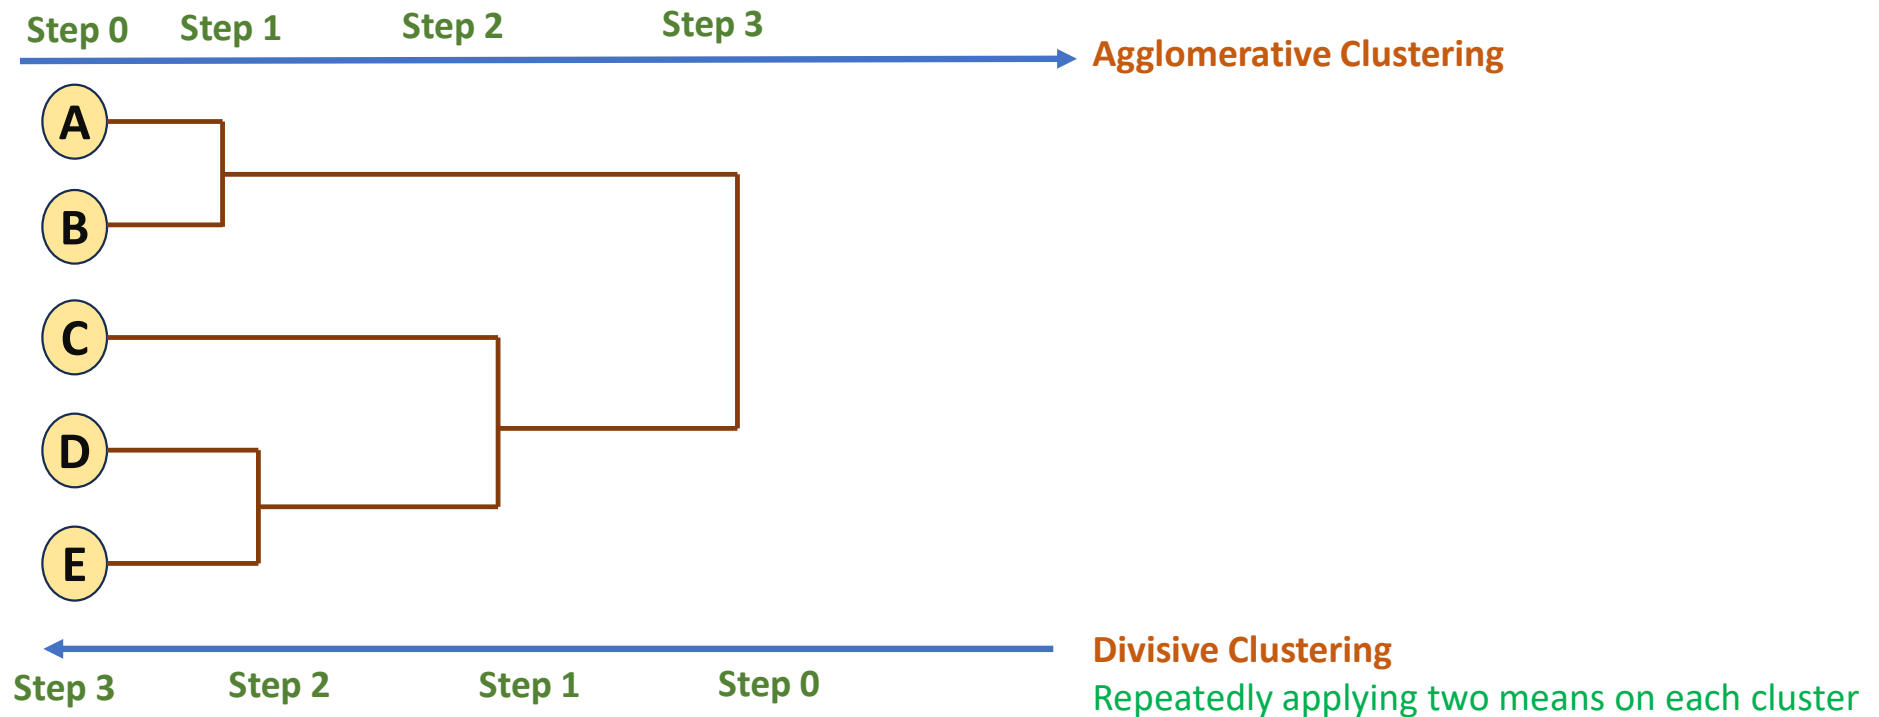 Step 0 Step 1 Step 2 Step 3
Agglomerative Clustering
A
B
C
D
E
Divisive Clustering
Step 3 Step 2 Step 1 Step 0
Repeatedly applying two means on each cluster